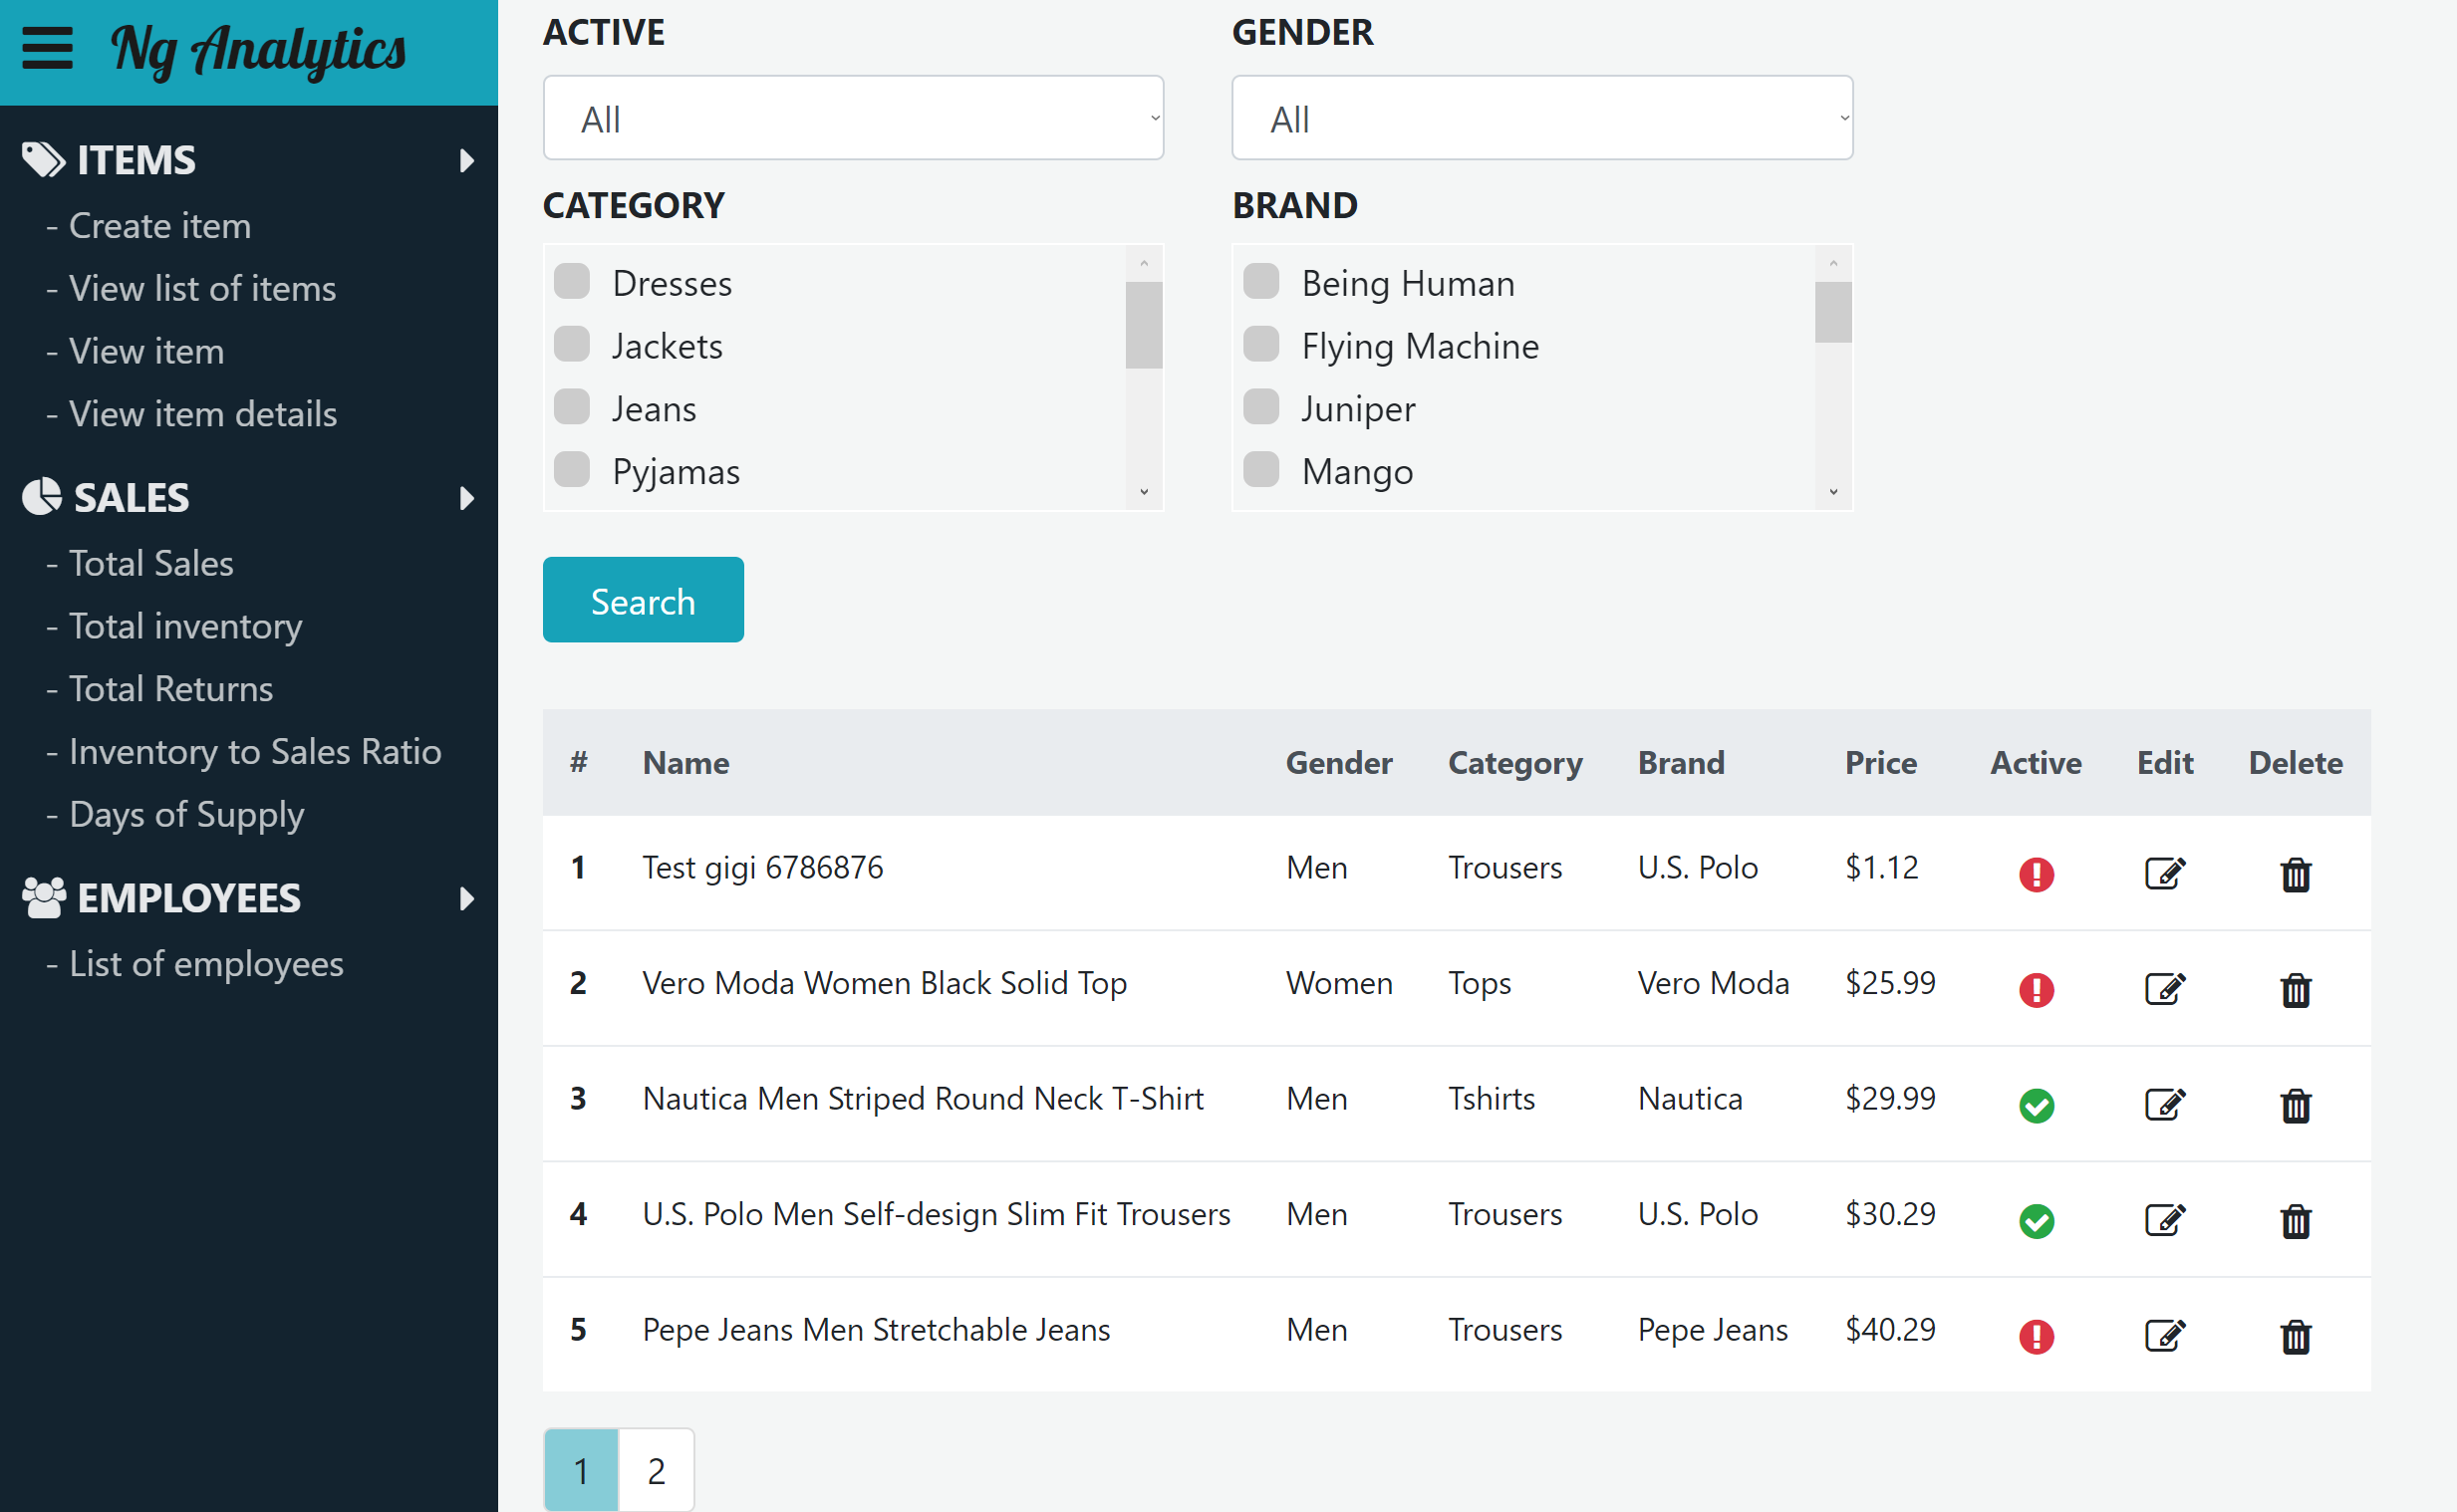 Ng Analytics
ITEMS
- Create item
- View list of items
- View item
- View item details
SALES
- Total Sales
- Total inventory
- Total Returns
- Inventory to Sales Ratio
- Days of Supply
EMPLOYEES
- List of employees
ACTIVE GENDER
All All
CATEGORY BRAND
Dresses Being Human
Jackets Flying Machine
Jeans Juniper
Pyjamas Mango
Search
# Name Gender Category Brand Price Active Edit Delete
1 Test gigi 6786876 Men Trousers U.S. Polo $1.12
2 Vero Moda Women Black Solid Top Women Tops Vero Moda $25.99
3 Nautica Men Striped Round Neck T-Shirt Men Tshirts Nautica $29.99
4 U.S. Polo Men Self-design Slim Fit Trousers Men Trousers U.S. Polo $30.29
5 Pepe Jeans Men Stretchable Jeans Men Trousers Pepe Jeans $40.29
1 2